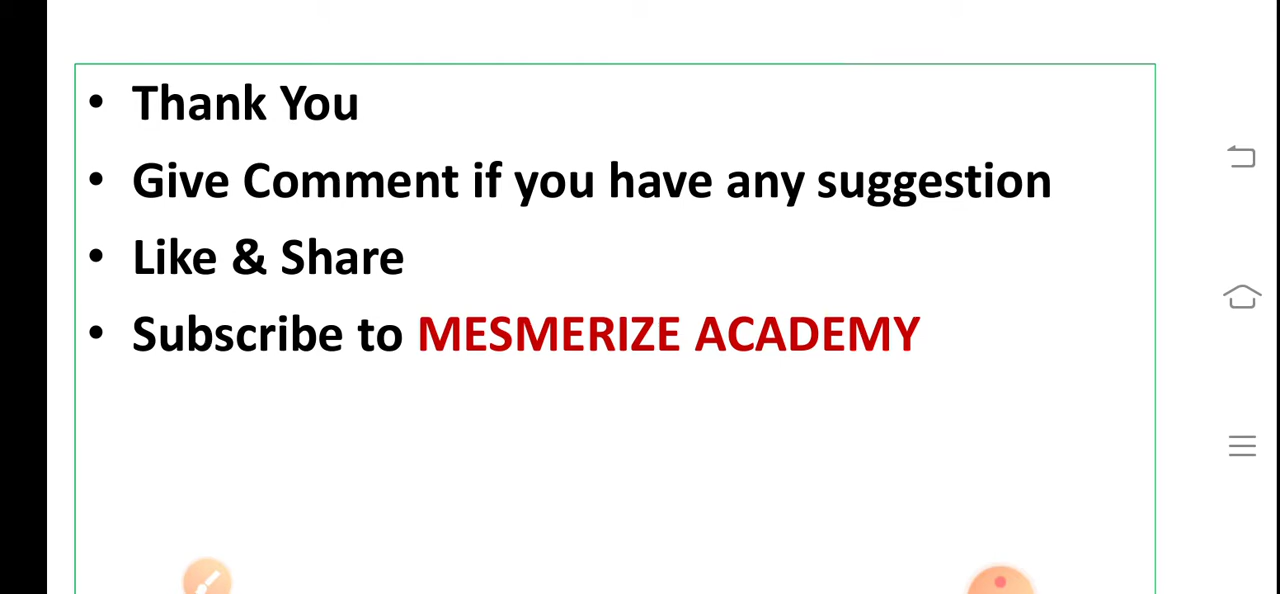 • Thank You
• Give Comment if you have any suggestion
• Like & Share
• Subscribe to MESMERIZE ACADEMY